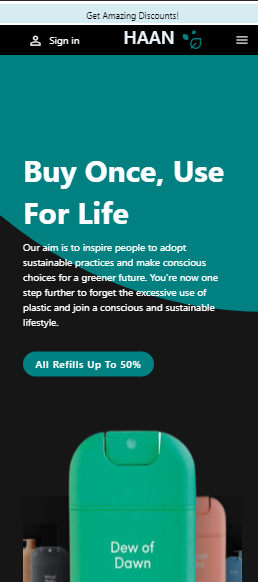 Get Amazing Discounts!
Sign in
HAAN
Buy Once, Use
For Life
Our aim is to inspire people to adopt
sustainable practices and make conscious
choices for a greener future. You're now one
step further to forget the excessive use of
plastic and join a conscious and sustainable
lifestyle.
All Refills Up To 50%
Dew of
Dawn